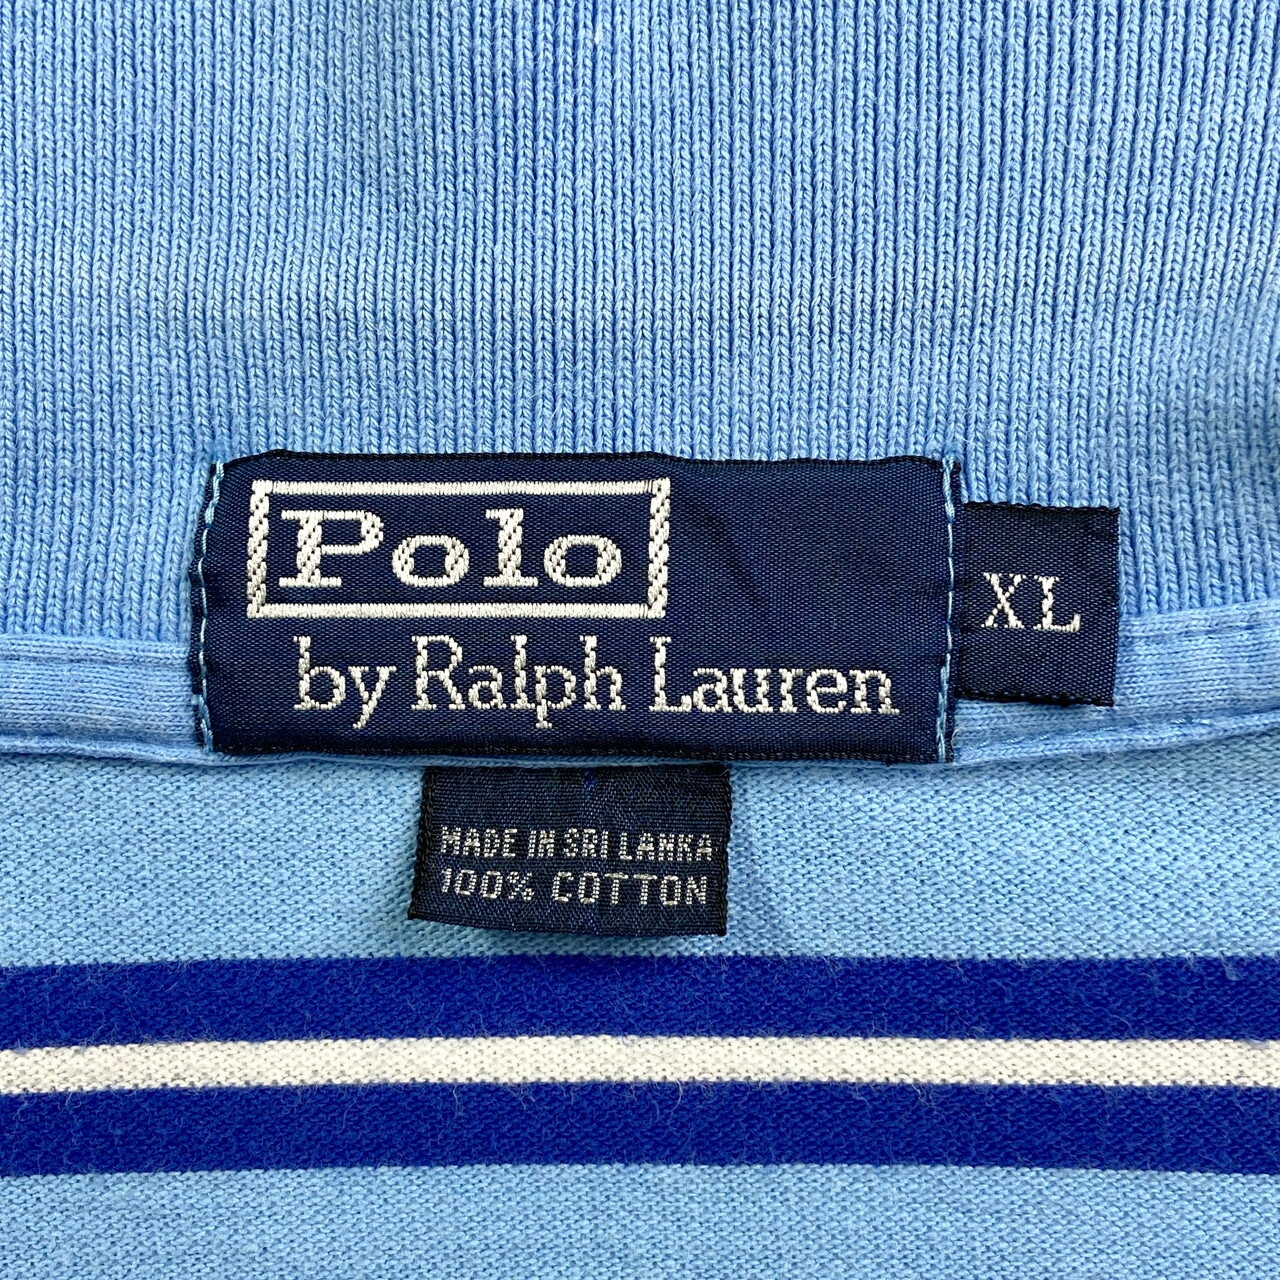 Polo
by Ralph Lauren
XL
MADE IN SRI LANKA
100% COTTON